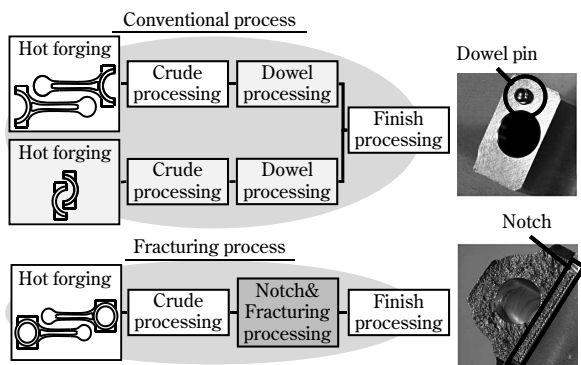 Conventional process
Hot forging
Crude
processing
Dowel
processing
Finish
processing
Hot forging
Crude
processing
Dowel
processing
Dowel pin
Fracturing process
Hot forging
Crude
processing
Notch&
Fracturing
processing
Finish
processing
Notch